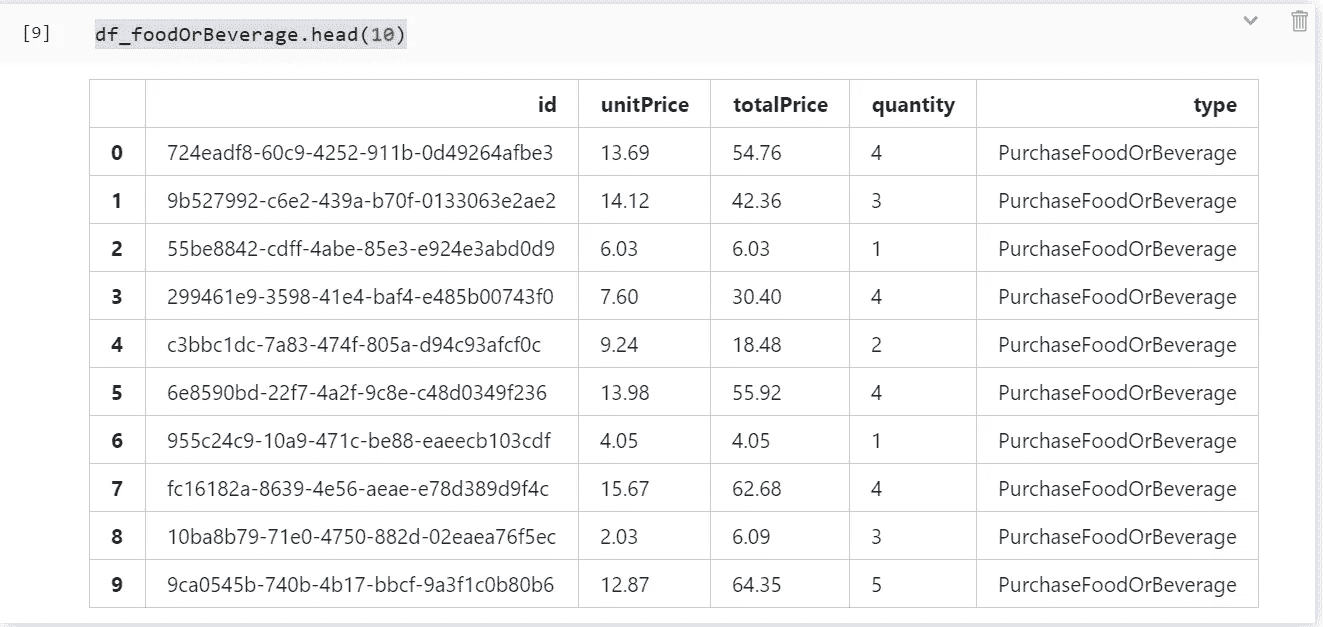 [9] df_foodOrBeverage.head(10)
id unitPrice totalPrice quantity type
0 724eadf8-60c9-4252-911b-0d49264afbe3 13.69 54.76 4 PurchaseFoodOrBeverage
1 9b527992-c6e2-439a-b70f-0133063e2ae2 14.12 42.36 3 PurchaseFoodOrBeverage
2 55be8842-cdff-4abe-85e3-e924e3abd0d9 6.03 6.03 1 PurchaseFoodOrBeverage
3 299461e9-3598-41e4-baf4-e485b00743f0 7.60 30.40 4 PurchaseFoodOrBeverage
4 c3bbc1dc-7a83-474f-805a-d94c93afcf0c 9.24 18.48 2 PurchaseFoodOrBeverage
5 6e8590bd-22f7-4a2f-9c8e-c48d0349f236 13.98 55.92 4 PurchaseFoodOrBeverage
6 955c24c9-10a9-471c-be88-eaeecb103cdf 4.05 4.05 1 PurchaseFoodOrBeverage
7 fc16182a-8639-4e56-aeae-e78d389d9f4c 15.67 62.68 4 PurchaseFoodOrBeverage
8 10ba8b79-71e0-4750-882d-02eaea76f5ec 2.03 6.09 3 PurchaseFoodOrBeverage
9 9ca0545b-740b-4b17-bbcf-9a3f1c0b80b6 12.87 64.35 5 PurchaseFoodOrBeverage